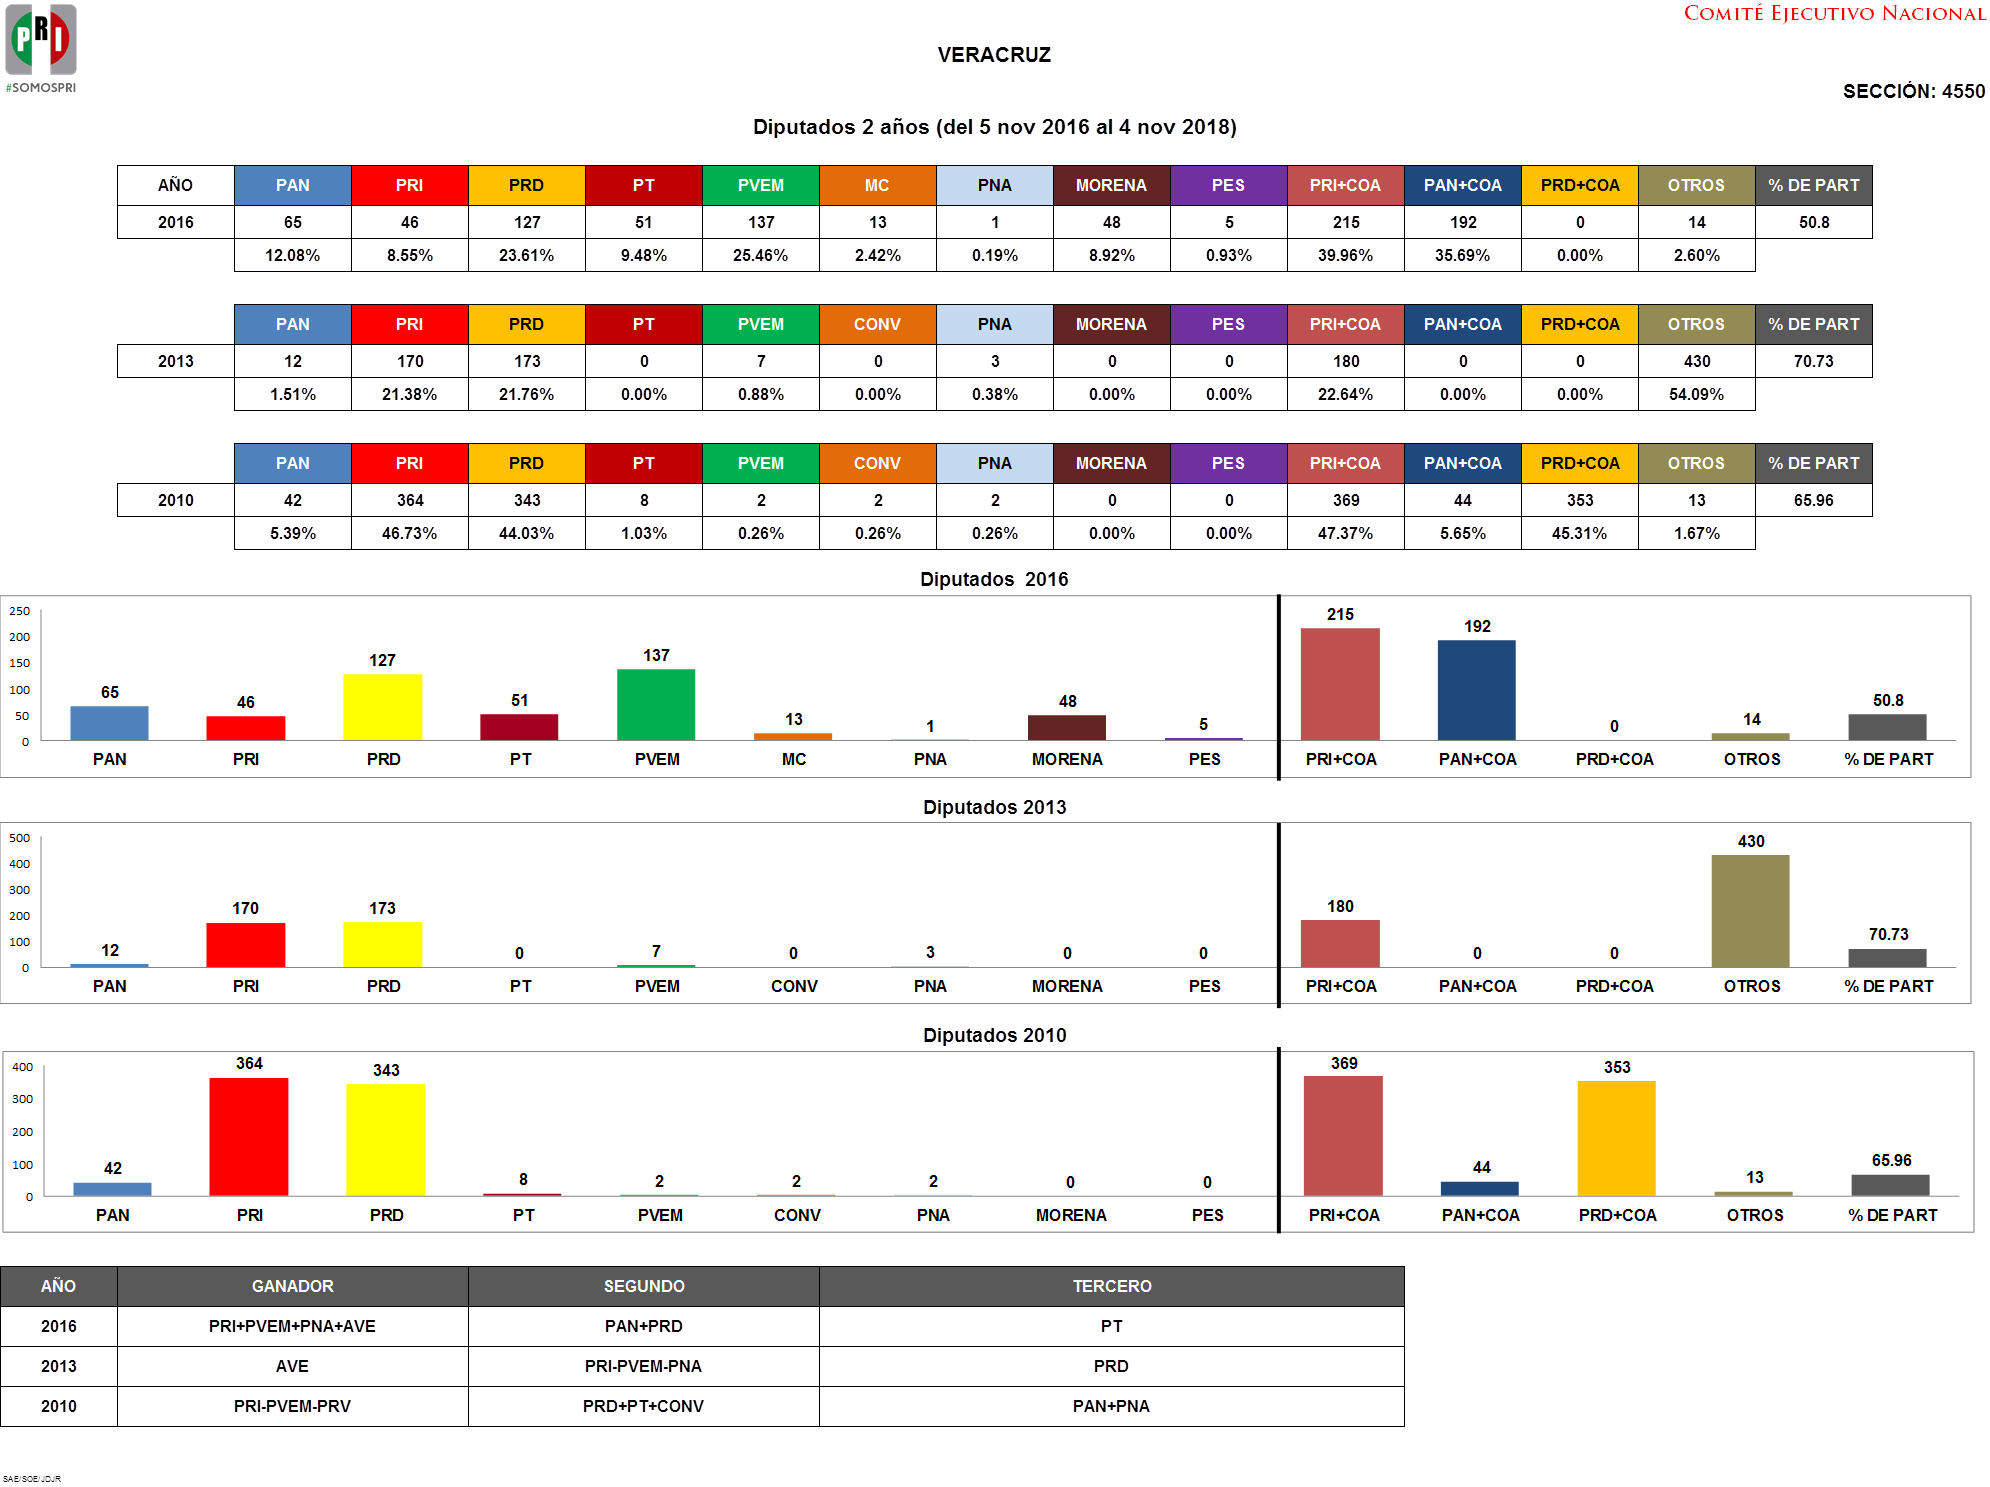 PRI
#SOMOSPRI
COMITÉ EJECUTIVO NACIONAL
VERACRUZ
SECCIÓN: 4550
Diputados 2 años (del 5 nov 2016 al 4 nov 2018)
AÑO PAN PRI PRD PT PVEM MC PNA MORENA PES PRI+COA PAN+COA PRD+COA OTROS % DE PART
2016 65 46 127 51 137 13 1 48 5 215 192 0 14 50.8
12.08% 8.55% 23.61% 9.48% 25.46% 2.42% 0.19% 8.92% 0.93% 39.96% 35.69% 0.00% 2.60%
PAN PRI PRD PT PVEM CONV PNA MORENA PES PRI+COA PAN+COA PRD+COA OTROS % DE PART
2013 12 170 173 0 7 0 3 0 0 180 0 0 430 70.73
1.51% 21.38% 21.76% 0.00% 0.88% 0.00% 0.38% 0.00% 0.00% 22.64% 0.00% 0.00% 54.09%
PAN PRI PRD PT PVEM CONV PNA MORENA PES PRI+COA PAN+COA PRD+COA OTROS % DE PART
2010 42 364 343 8 2 2 2 0 0 369 44 353 13 65.96
5.39% 46.73% 44.03% 1.03% 0.26% 0.26% 0.26% 0.00% 0.00% 47.37% 5.65% 45.31% 1.67%
Diputados 2016
250
200
150
100
50
0
65 46 127 51 137 13 1 48 5 215 192 0 14 50.8
PAN PRI PRD PT PVEM MC PNA MORENA PES PRI+COA PAN+COA PRD+COA OTROS % DE PART
Diputados 2013
500
400
300
200
100
0
12 170 173 0 7 0 3 0 0 180 0 0 430 70.73
PAN PRI PRD PT PVEM CONV PNA MORENA PES PRI+COA PAN+COA PRD+COA OTROS % DE PART
Diputados 2010
400
300
200
100
0
42 364 343 8 2 2 2 0 0 369 44 353 13 65.96
PAN PRI PRD PT PVEM CONV PNA MORENA PES PRI+COA PAN+COA PRD+COA OTROS % DE PART
AÑO GANADOR SEGUNDO TERCERO
2016 PRI+PVEM+PNA+AVE PAN+PRD PT
2013 AVE PRI-PVEM-PNA PRD
2010 PRI-PVEM-PRV PRD+PT+CONV PAN+PNA
SAE/SOE/JDJR